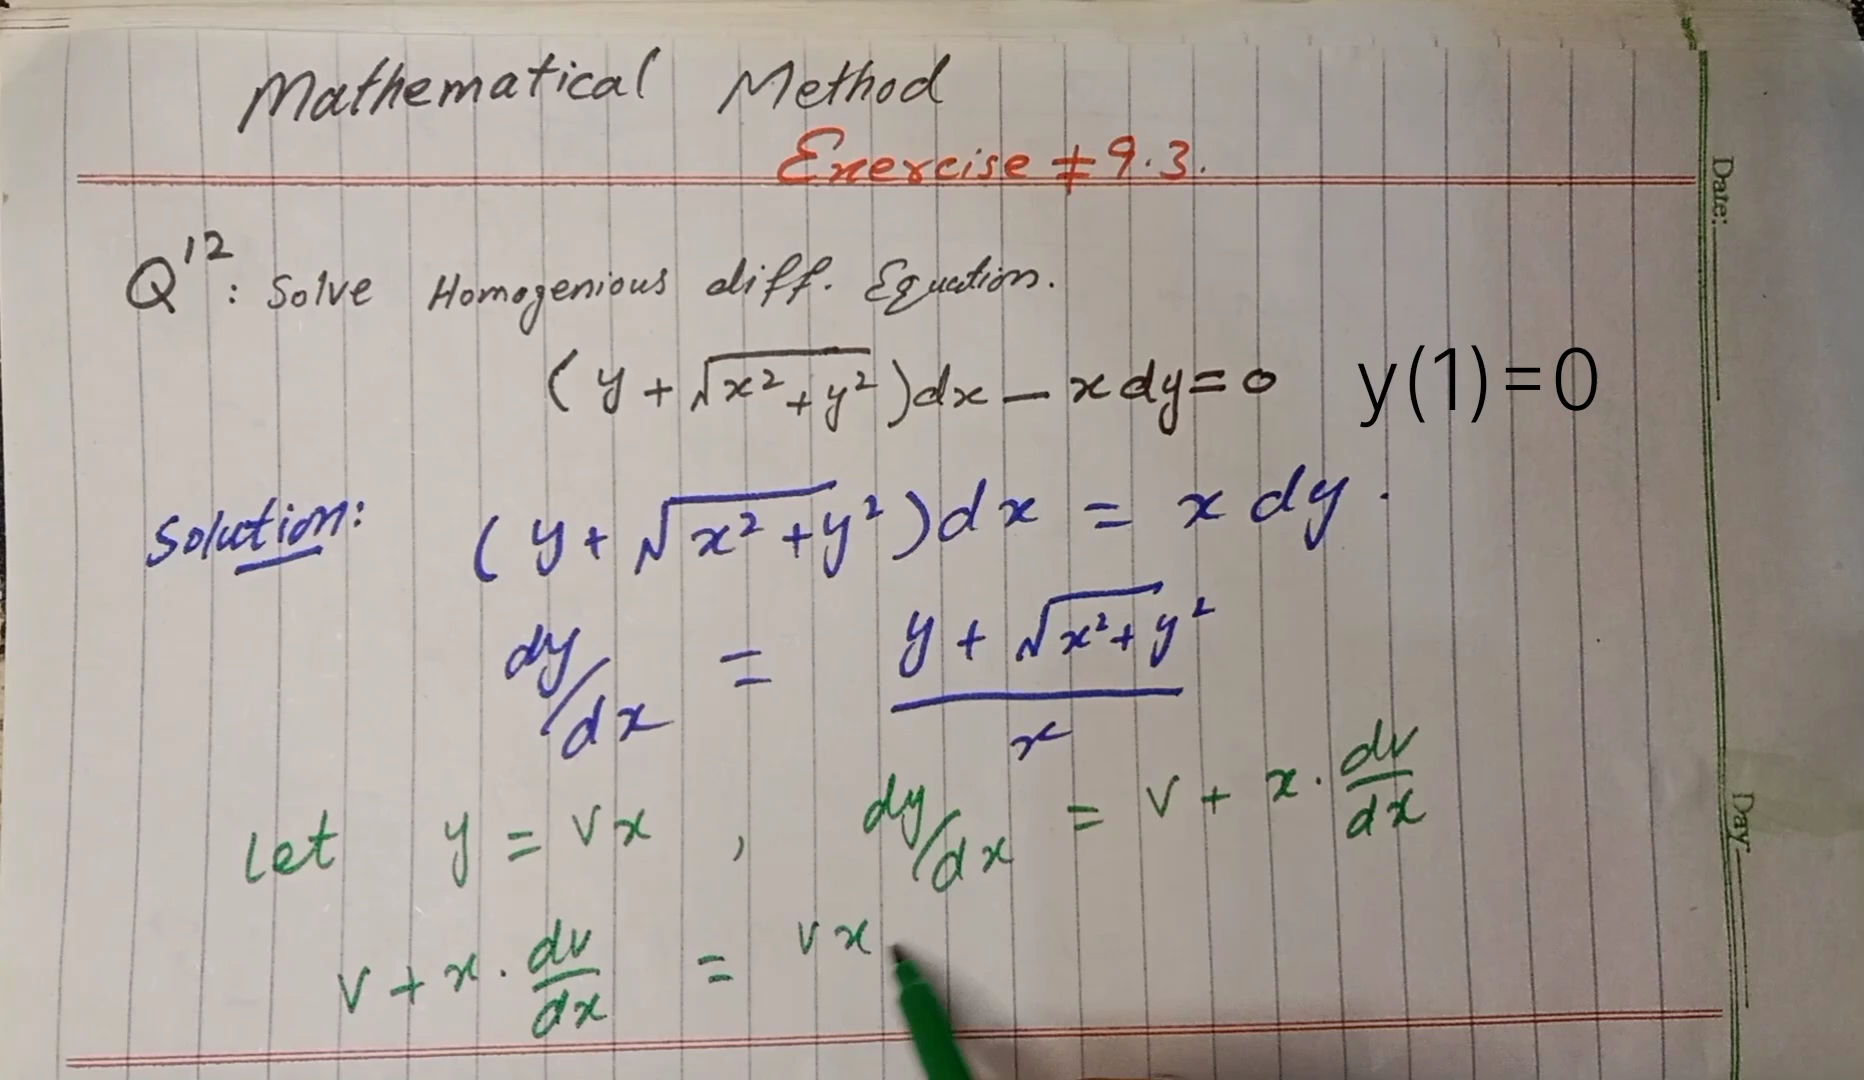 Mathematical Method
Exercise # 9.3.
Date:
Q12: Solve Homogenious diff. Equation.
(y + √x² + y²)dx – x dy = 0 y(1)=0
Solution: (y + √x² + y²)dx = x dy.
dy/dx = y + √x² + y² / x
Let y = vx , dy/dx = v + x . dv/dx
Day:
v + x . dv/dx = vx